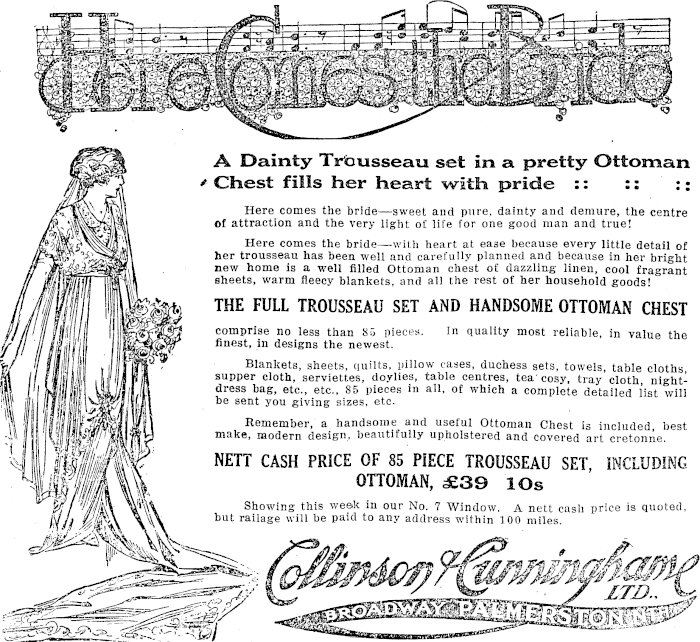 Here Comes the Bride
A Dainty Trousseau set in a pretty Ottoman
Chest fills her heart with pride :: :: ::
Here comes the bride—sweet and pure, dainty and demure, the centre
of attraction and the very light of life for one good man and true!
Here comes the bride—with heart at ease because every little detail of
her trousseau has been well and carefully planned and because in her bright
new home is a well filled Ottoman chest of dazzling linen, cool fragrant
sheets, warm fleecy blankets, and all the rest of her household goods!
THE FULL TROUSSEAU SET AND HANDSOME OTTOMAN CHEST
comprise no less than 85 pieces. In quality most reliable, in value the
finest, in designs the newest.
Blankets, sheets, quilts, pillow cases, duchess sets, towels, table cloths,
supper cloth, serviettes, doylies, table centres, tea cosy, tray cloth, night-
dress bag, etc., etc., 85 pieces in all, of which a complete detailed list will
be sent you giving sizes, etc.
Remember, a handsome and useful Ottoman Chest is included, best
make, modern design, beautifully upholstered and covered art cretonne.
NETT CASH PRICE OF 85 PIECE TROUSSEAU SET, INCLUDING
OTTOMAN, £39 10s
Showing this week in our No. 7 Window. A nett cash price is quoted,
but railage will be paid to any address within 100 miles.
Collinson & Cunninghame
LTD.,
BROADWAY PALMERSTON NTH